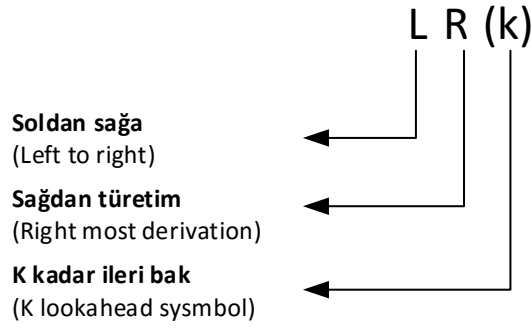 L R (k)
Soldan sağa
(Left to right)
Sağdan türetim
(Right most derivation)
K kadar ileri bak
(K lookahead sysmbol)